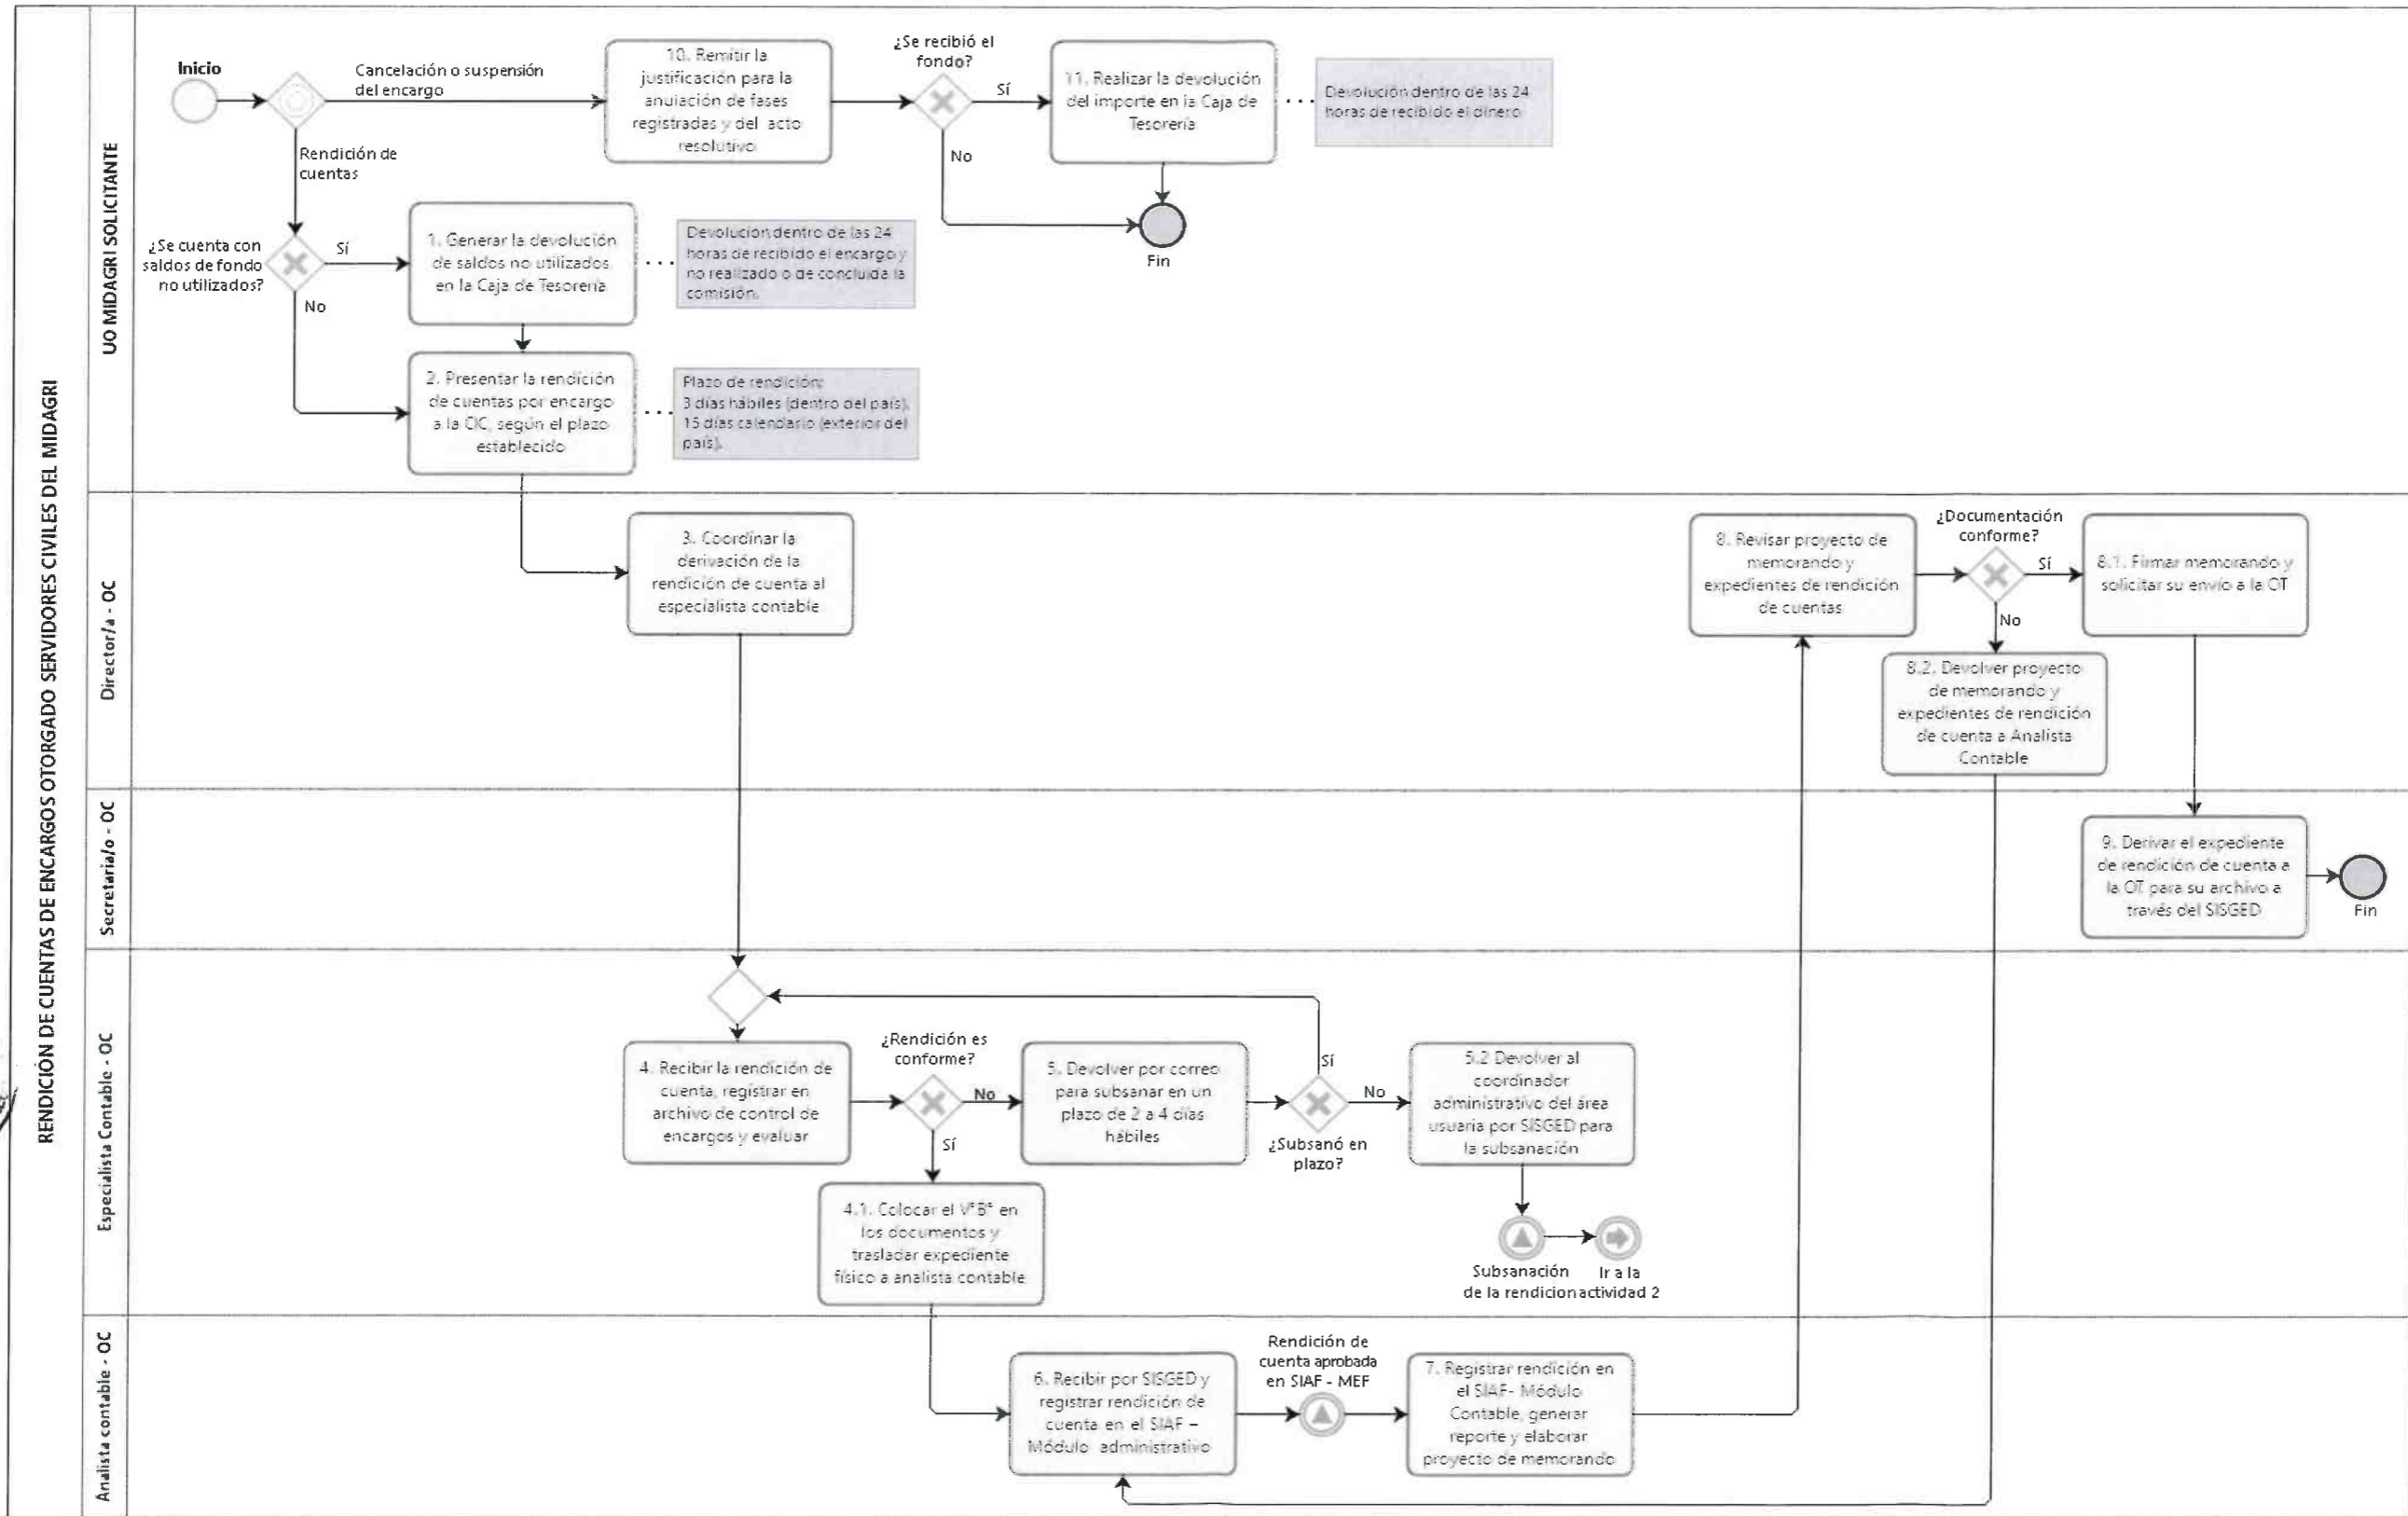 RENDICIÓN DE CUENTAS DE ENCARGOS OTORGADO SERVIDORES CIVILES DEL MIDAGRI
UO MIDAGRI SOLICITANTE
Inicio
Cancelación o suspensión
del encargo
10. Remitir la
justificación para la
anulación de fases
registradas y del acto
resolutivo
¿Se recibió el
fondo?
Sí
No
11. Realizar la devolución
del importe en la Caja de
Tesorería
Devolución dentro de las 24
horas de recibido el dinero
Fin
Rendición de
cuentas
¿Se cuenta con
saldos de fondo
no utilizados?
Sí
No
1. Generar la devolución
de saldos no utilizados
en la Caja de Tesorería
Devolución dentro de las 24
horas de recibido el encargo y
no realizado o de concluida la
comisión.
2. Presentar la rendición
de cuentas por encargo
a la OC, según el plazo
establecido
Plazo de rendición:
3 días hábiles (dentro del país).
15 días calendario (exterior del
país).
Director/a - OC
3. Coordinar la
derivación de la
rendición de cuenta al
especialista contable
8. Revisar proyecto de
memorando y
expedientes de rendición
de cuentas
¿Documentación
conforme?
Sí
No
8.1. Firmar memorando y
solicitar su envío a la OT
8.2. Devolver proyecto
de memorando y
expedientes de rendición
de cuenta a Analista
Contable
Secretaria/o - OC
9. Derivar el expediente
de rendición de cuenta a
la OT para su archivo a
través del SISGED
Fin
Especialista Contable - OC
4. Recibir la rendición de
cuenta, registrar en
archivo de control de
encargos y evaluar
¿Rendición es
conforme?
No
Sí
5. Devolver por correo
para subsanar en un
plazo de 2 a 4 días
hábiles
Sí
No
¿Subsanó en
plazo?
5.2 Devolver al
coordinador
administrativo del área
usuaria por SISGED para
la subsanación
4.1. Colocar el V°B° en
los documentos y
trasladar expediente
físico a analista contable
Subsanación
de la rendicion
Ir a la
actividad 2
Analista contable - OC
6. Recibir por SISGED y
registrar rendición de
cuenta en el SIAF –
Módulo administrativo
Rendición de
cuenta aprobada
en SIAF - MEF
7. Registrar rendición en
el SIAF- Módulo
Contable, generar
reporte y elaborar
proyecto de memorando